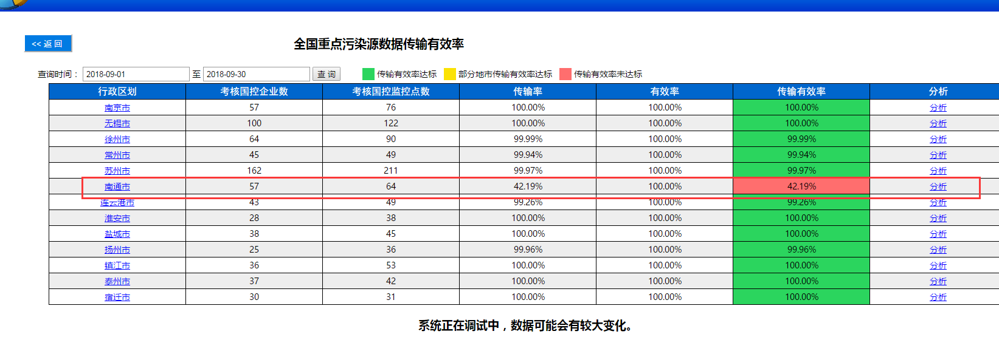 << 返 回
全国重点污染源数据传输有效率
查询时间： 2018-09-01 至 2018-09-30 查 询 传输有效率达标 部分地市传输有效率达标 传输有效率未达标
行政区划 考核国控企业数 考核国控监控点数 传输率 有效率 传输有效率 分析
南京市 57 76 100.00% 100.00% 100.00% 分析
无锡市 100 122 100.00% 100.00% 100.00% 分析
徐州市 64 90 99.99% 100.00% 99.99% 分析
常州市 45 49 99.94% 100.00% 99.94% 分析
苏州市 162 211 99.97% 100.00% 99.97% 分析
南通市 57 64 42.19% 100.00% 42.19% 分析
连云港市 43 49 99.26% 100.00% 99.26% 分析
淮安市 28 38 100.00% 100.00% 100.00% 分析
盐城市 38 45 100.00% 100.00% 100.00% 分析
扬州市 25 36 99.96% 100.00% 99.96% 分析
镇江市 36 53 100.00% 100.00% 100.00% 分析
泰州市 37 42 100.00% 100.00% 100.00% 分析
宿迁市 30 31 100.00% 100.00% 100.00% 分析
系统正在调试中，数据可能会有较大变化。